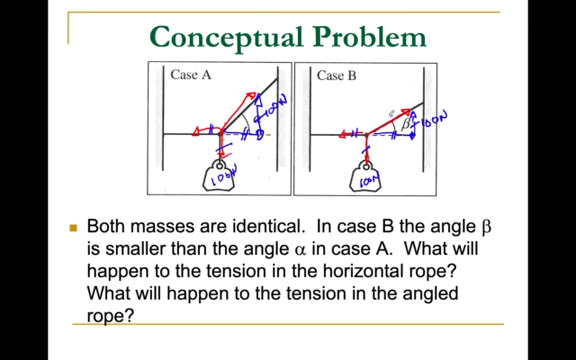 Conceptual Problem
Case A
Case B
100N
β
100N
100N
100N
Both masses are identical. In case B the angle β
is smaller than the angle α in case A. What will
happen to the tension in the horizontal rope?
What will happen to the tension in the angled
rope?